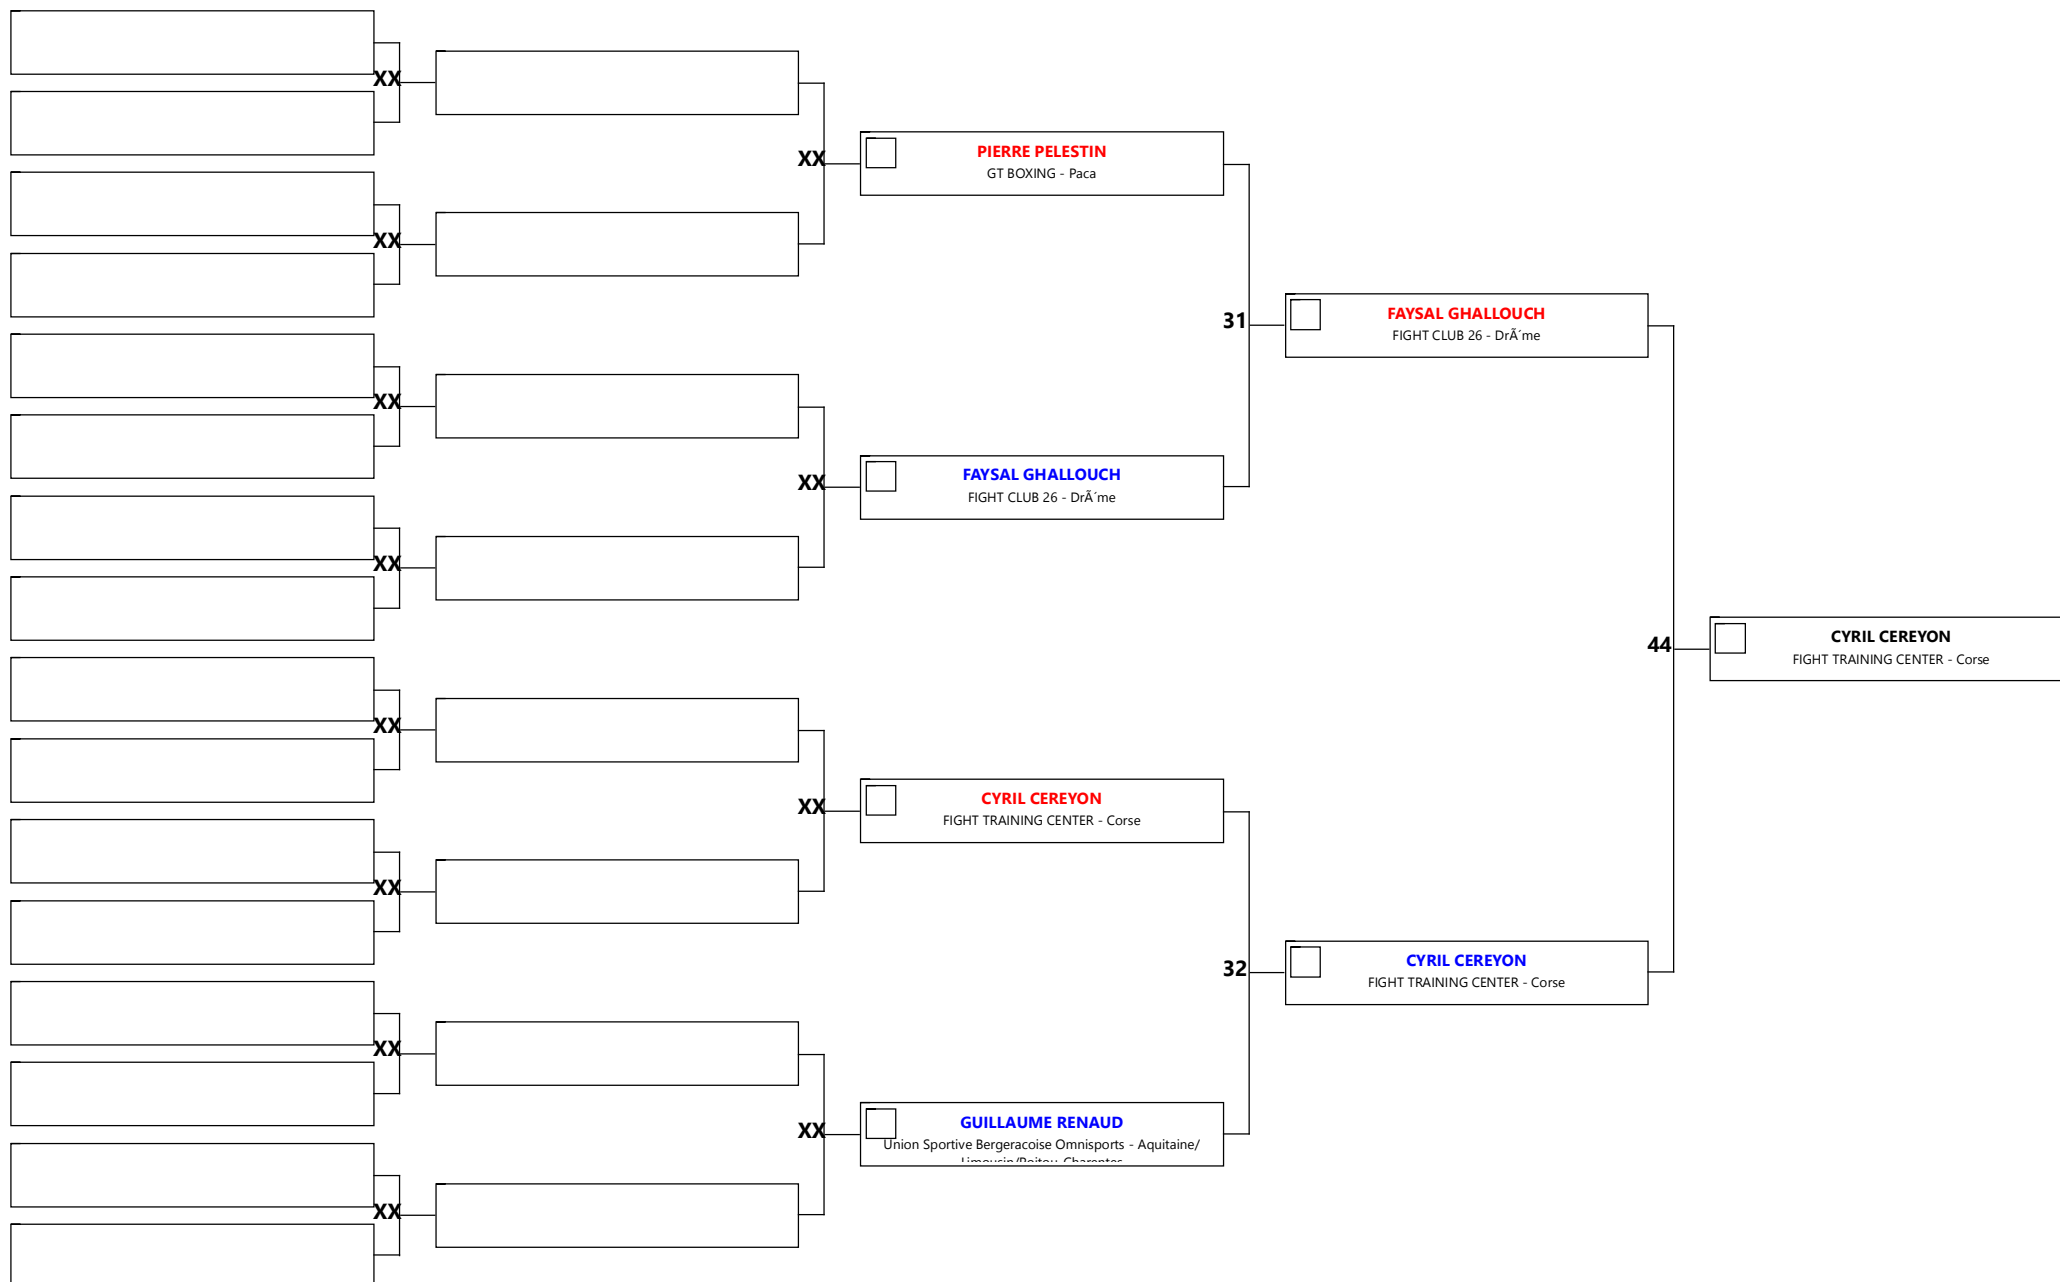 XX
XX
XX
XX
XX
XX
XX
XX
XX
XX
XX
XX
PIERRE PELESTIN
GT BOXING - Paca
FAYSAL GHALLOUCH
FIGHT CLUB 26 - DrÃ´me
CYRIL CEREYON
FIGHT TRAINING CENTER - Corse
GUILLAUME RENAUD
Union Sportive Bergeracoise Omnisports - Aquitaine/
Limousin/Poitou-Charentes
31
32
FAYSAL GHALLOUCH
FIGHT CLUB 26 - DrÃ´me
CYRIL CEREYON
FIGHT TRAINING CENTER - Corse
44
CYRIL CEREYON
FIGHT TRAINING CENTER - Corse